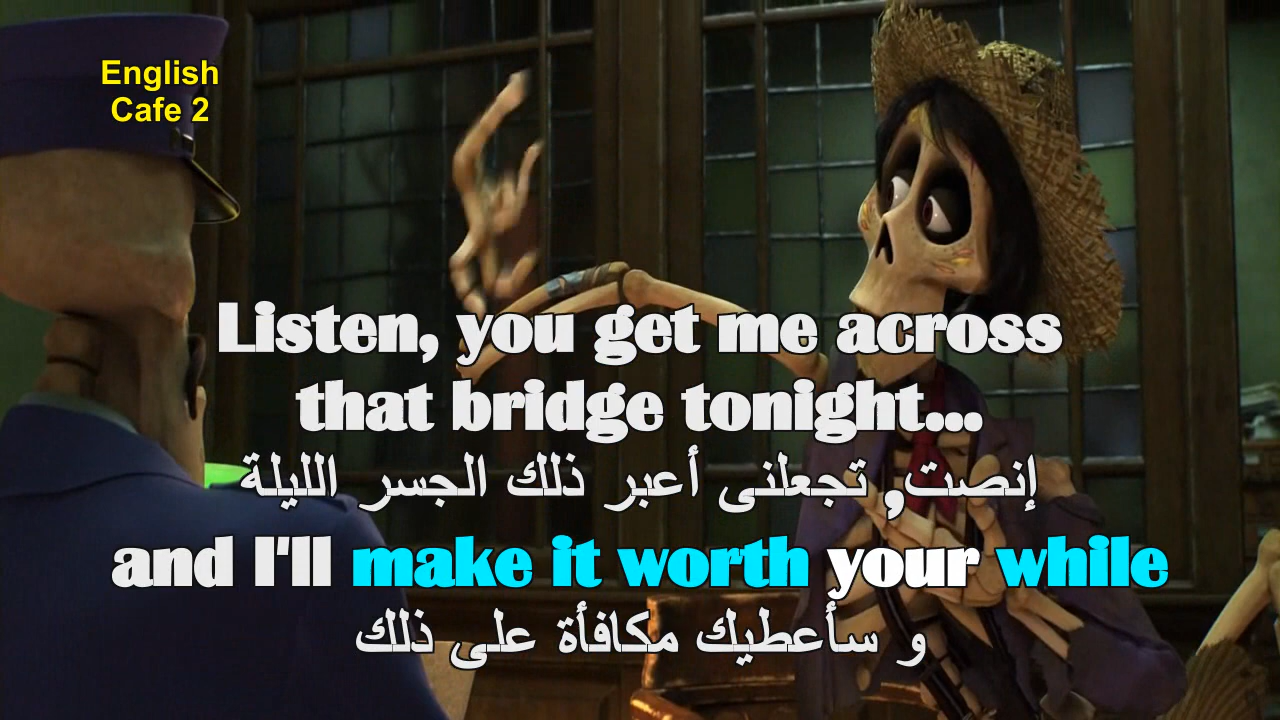 English
Cafe 2
Listen, you get me across
that bridge tonight...
إنصت, تجعلنى أعبر ذلك الجسر الليلة
and I'll make it worth your while
و سأعطيك مكافأة على ذلك